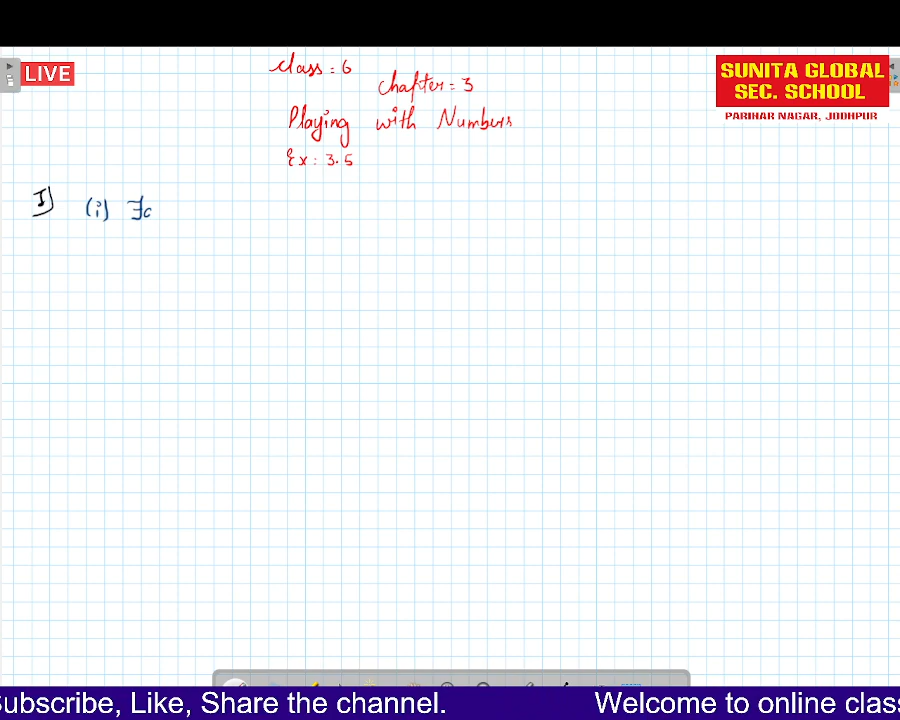 LIVE
class : 6
chapter = 3
Playing with Numbers
Ex : 3.5
SUNITA GLOBAL
SEC. SCHOOL
PARIHAR NAGAR, JODHPUR
I) (i)
Subscribe, Like, Share the channel. Welcome to online clas